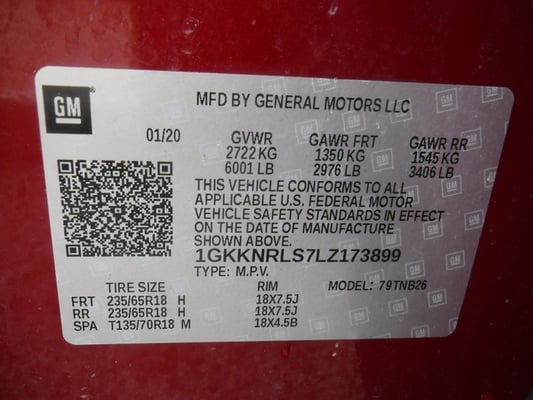 GM
MFD BY GENERAL MOTORS LLC
01/20 GVWR GAWR FRT GAWR RR
2722 KG 1350 KG 1545 KG
6001 LB 2976 LB 3406 LB
THIS VEHICLE CONFORMS TO ALL
APPLICABLE U.S. FEDERAL MOTOR
VEHICLE SAFETY STANDARDS IN EFFECT
ON THE DATE OF MANUFACTURE
SHOWN ABOVE.
1GKKNRLS7LZ173899
TYPE: M.P.V. MODEL: 79TNB26
TIRE SIZE RIM
FRT 235/65R18 H 18X7.5J
RR 235/65R18 H 18X7.5J
SPA T135/70R18 M 18X4.5B